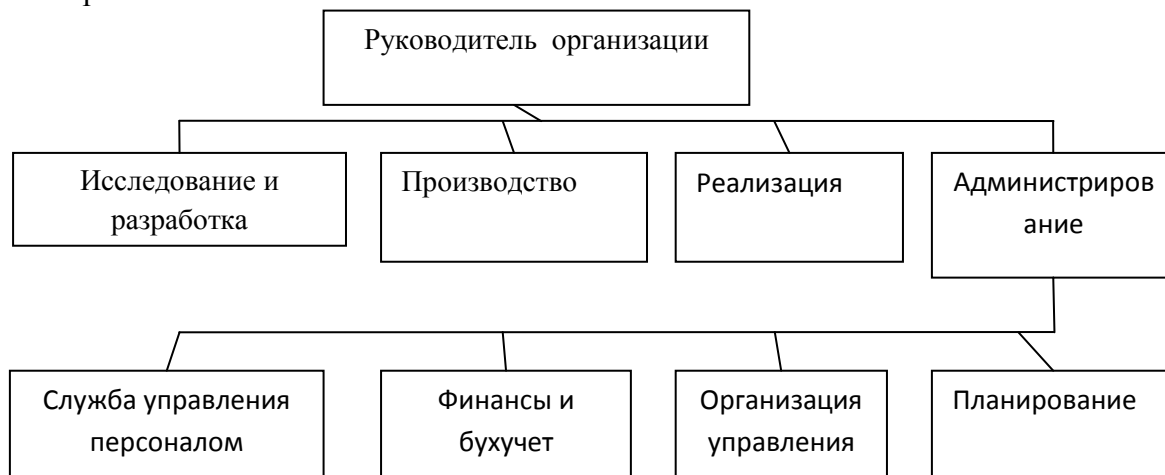 Руководитель организации
Исследование и
разработка
Производство
Реализация
Администриров
ание
Служба управления
персоналом
Финансы и
бухучет
Организация
управления
Планирование